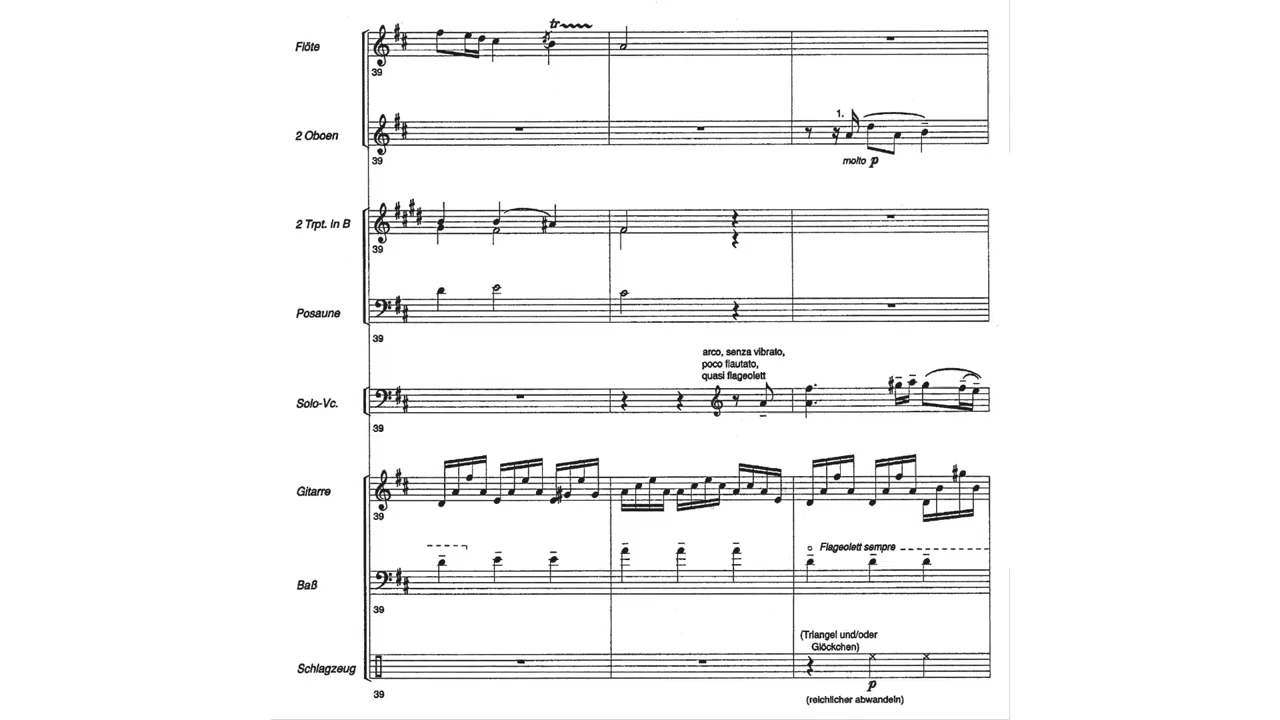 tr
Flöte
39
1.
2 Oboen
molto p
39
2 Trpt. in B
39
Posaune
39
arco, senza vibrato,
poco flautato,
quasi flageolett
Solo-Vc.
39
Gitarre
39
Flageolett sempre
Baß
39
(Triangel und/oder
Glöckchen)
Schlagzeug
p
39
(reichlicher abwandeln)